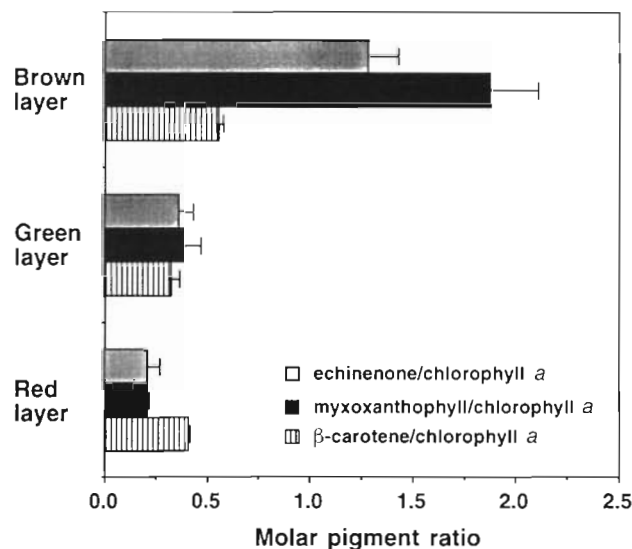 Brown
layer
Green
layer
Red
layer
echinenone/chlorophyll a
myxoxanthophyll/chlorophyll a
β-carotene/chlorophyll a
0.0 0.5 1.0 1.5 2.0 2.5
Molar pigment ratio